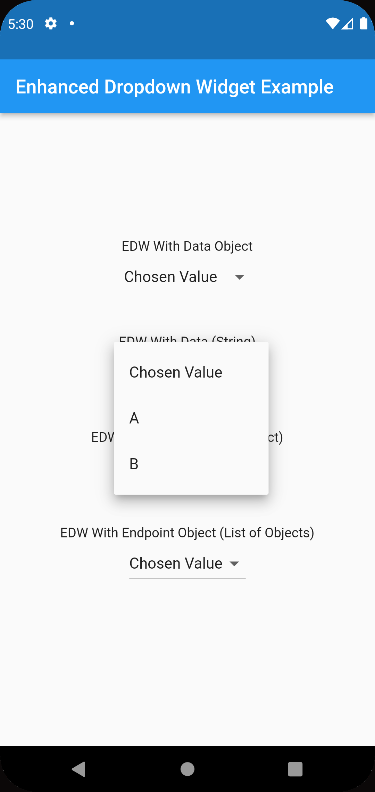 5:30
Enhanced Dropdown Widget Example
EDW With Data Object
Chosen Value
EDW With Data (String)
Chosen Value
A
B
EDW
ct)
EDW With Endpoint Object (List of Objects)
Chosen Value